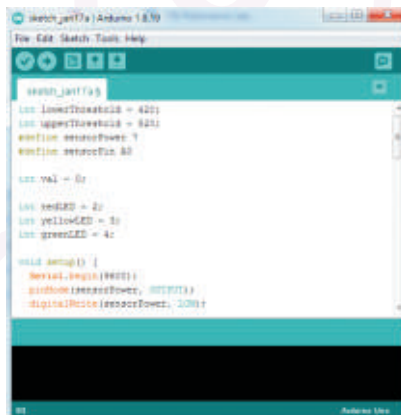 sketch_jan17a | Arduino 1.8.10
File Edit Sketch Tools Help
sketch_jan17a §
int lowerThreshold = 420;
int upperThreshold = 520;
#define sensorPower 7
#define sensorPin A0
int val = 0;
int redLED = 2;
int yellowLED = 3;
int greenLED = 4;
void setup() {
Serial.begin(9600);
pinMode(sensorPower, OUTPUT);
digitalWrite(sensorPower, LOW);
Arduino Uno